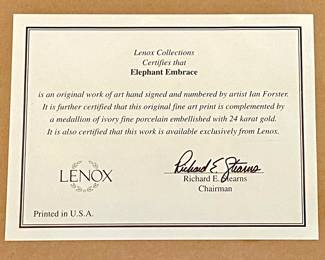 Lenox Collections
Certifies that
Elephant Embrace
is an original work of art hand signed and numbered by artist Ian Forster.
It is further certified that this original fine art print is complemented by
a medallion of ivory fine porcelain embellished with 24 karat gold.
It is also certified that this work is available exclusively from Lenox.
LENOX
Richard E. Stearns
Richard E. Stearns
Chairman
Printed in U.S.A.